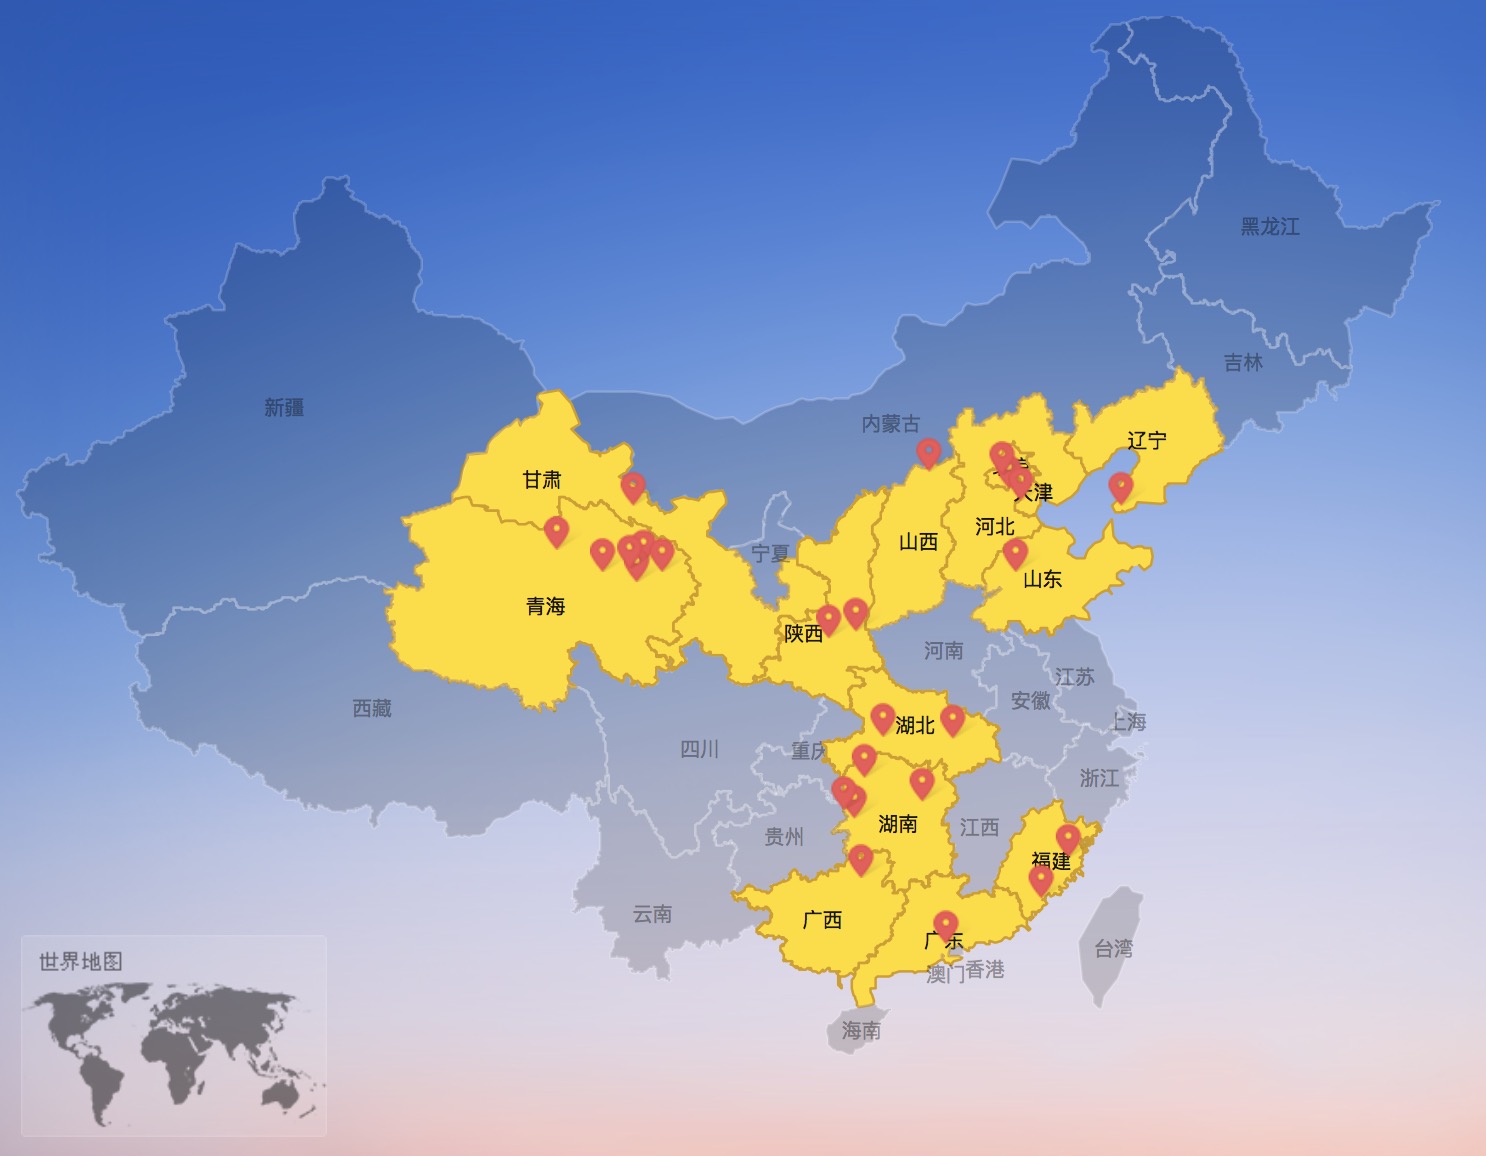 黑龙江
吉林
新疆
内蒙古
辽宁
甘肃
天津
河北
山西
宁夏
山东
青海
陕西
河南
江苏
安徽
西藏
上海
湖北
四川
重庆
浙江
湖南
江西
贵州
福建
云南
广西
广东
台湾
澳门
香港
海南
世界地图